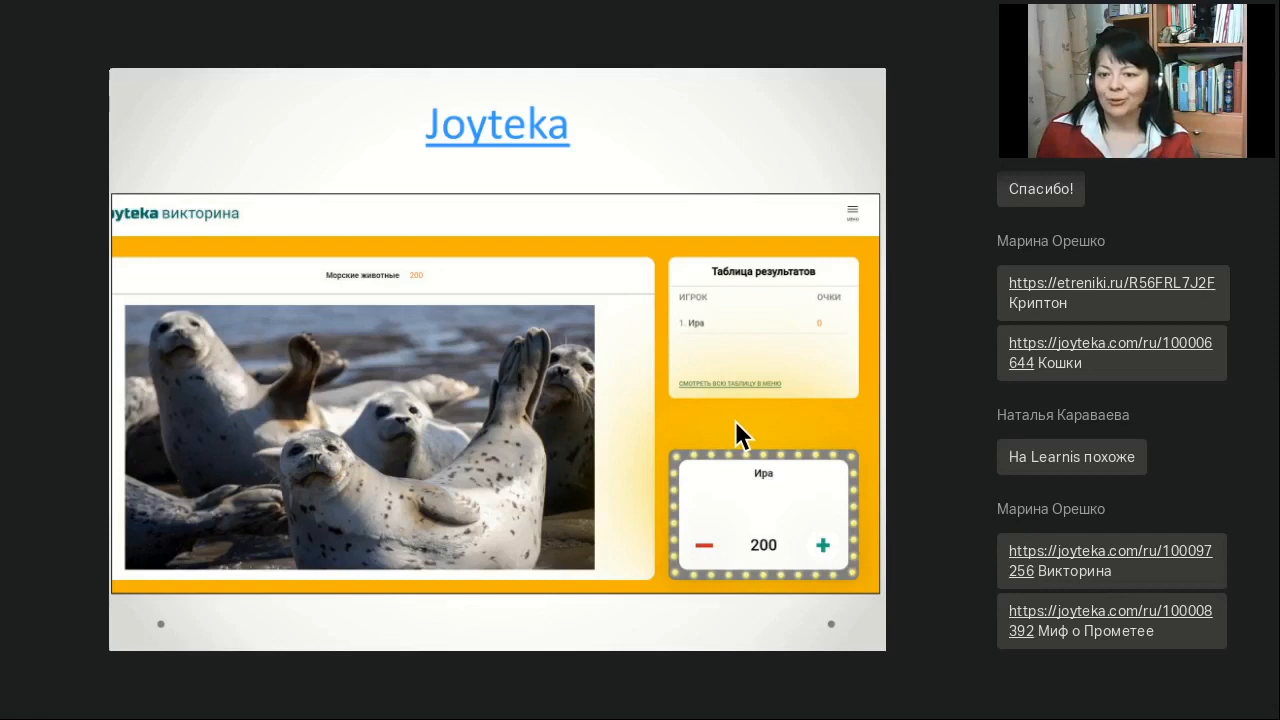 Joyteka
oyteka викторина
меню
Морские животные 200
Таблица результатов
ИГРОК ОЧКИ
1. Ира 0
СМОТРЕТЬ ВСЮ ТАБЛИЦУ В МЕНЮ
Ира
200
Спасибо!
Марина Орешко
https://etreniki.ru/R56FRL7J2F
Криптон
https://joyteka.com/ru/100006
644 Кошки
Наталья Караваева
На Learnis похоже
Марина Орешко
https://joyteka.com/ru/100097
256 Викторина
https://joyteka.com/ru/100008
392 Миф о Прометее